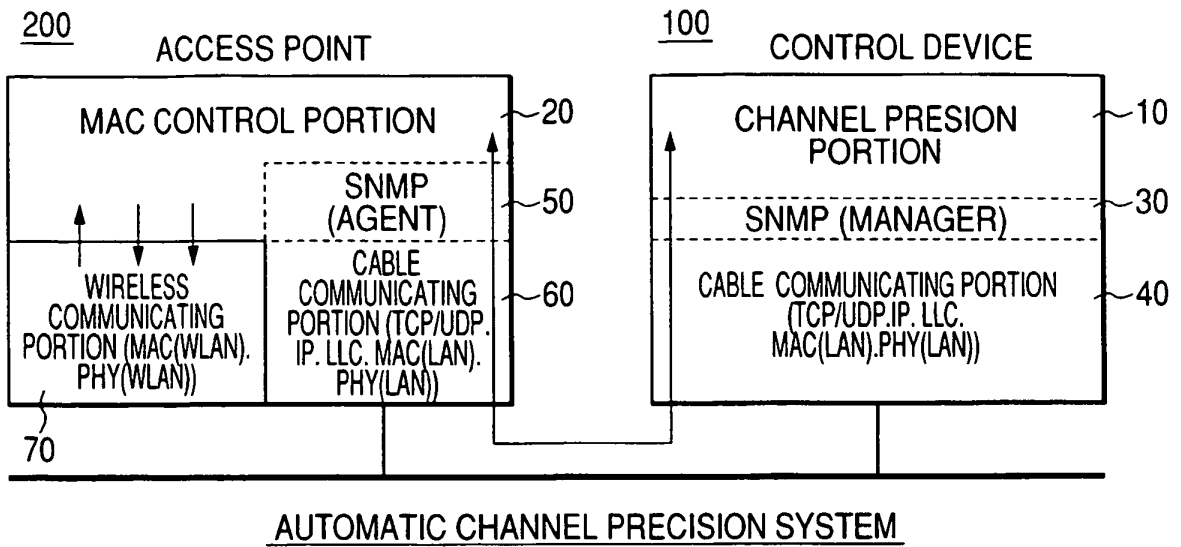 200
ACCESS POINT
MAC CONTROL PORTION
20
SNMP
(AGENT)
50
WIRELESS
COMMUNICATING
PORTION (MAC(WLAN).
PHY(WLAN))
70
CABLE
COMMUNICATING
PORTION (TCP/UDP.
IP. LLC. MAC(LAN).
PHY(LAN))
60
100
CONTROL DEVICE
CHANNEL PRESION
PORTION
10
SNMP (MANAGER)
30
CABLE COMMUNICATING PORTION
(TCP/UDP.IP. LLC.
MAC(LAN).PHY(LAN))
40
AUTOMATIC CHANNEL PRECISION SYSTEM